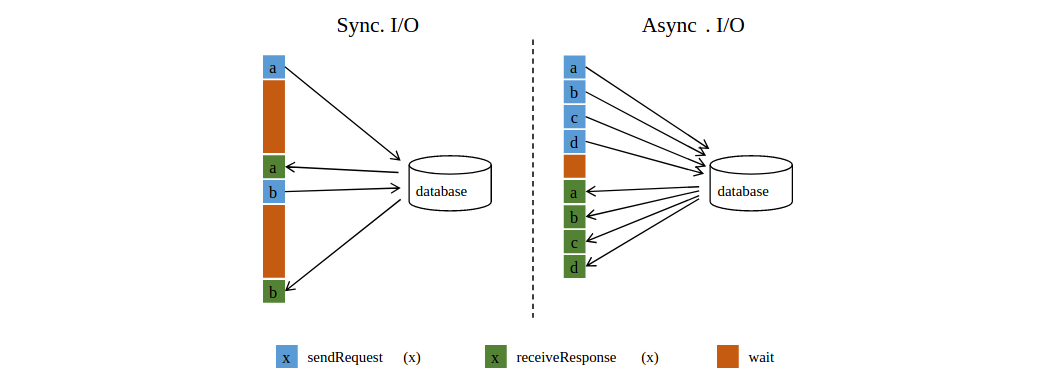 Sync. I/O
a
a
b
b
database
Async . I/O
a
b
c
d
a
b
c
d
database
x sendRequest (x)
x receiveResponse (x)
wait